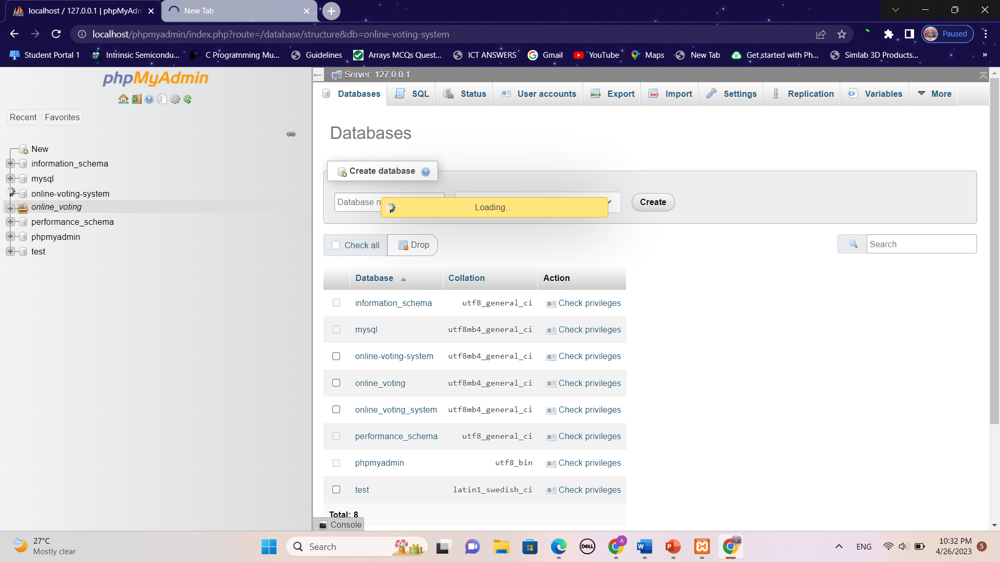 localhost / 127.0.0.1 | phpMyAdm
New Tab
localhost/phpmyadmin/index.php?route=/database/structure&db=online-voting-system
Paused
Student Portal 1
Intrinsic Semicondu...
C Programming Mu...
Guidelines
Arrays MCQs Quest...
ICT ANSWERS
Gmail
YouTube
Maps
New Tab
Get started with Ph...
Simlab 3D Products...
»
phpMyAdmin
Recent
Favorites
New
information_schema
mysql
online-voting-system
online_voting
performance_schema
phpmyadmin
test
Server: 127.0.0.1
Databases
SQL
Status
User accounts
Export
Import
Settings
Replication
Variables
More
Databases
Create database
Database n
Loading...
Create
Check all
Drop
Search
Database Collation Action
information_schema utf8_general_ci Check privileges
mysql utf8mb4_general_ci Check privileges
online-voting-system utf8mb4_general_ci Check privileges
online_voting utf8mb4_general_ci Check privileges
online_voting_system utf8mb4_general_ci Check privileges
performance_schema utf8_general_ci Check privileges
phpmyadmin utf8_bin Check privileges
test latin1_swedish_ci Check privileges
Total: 8
Console
27°C
Mostly clear
Search
DELL
A
W
P
ENG
10:32 PM
4/26/2023
5